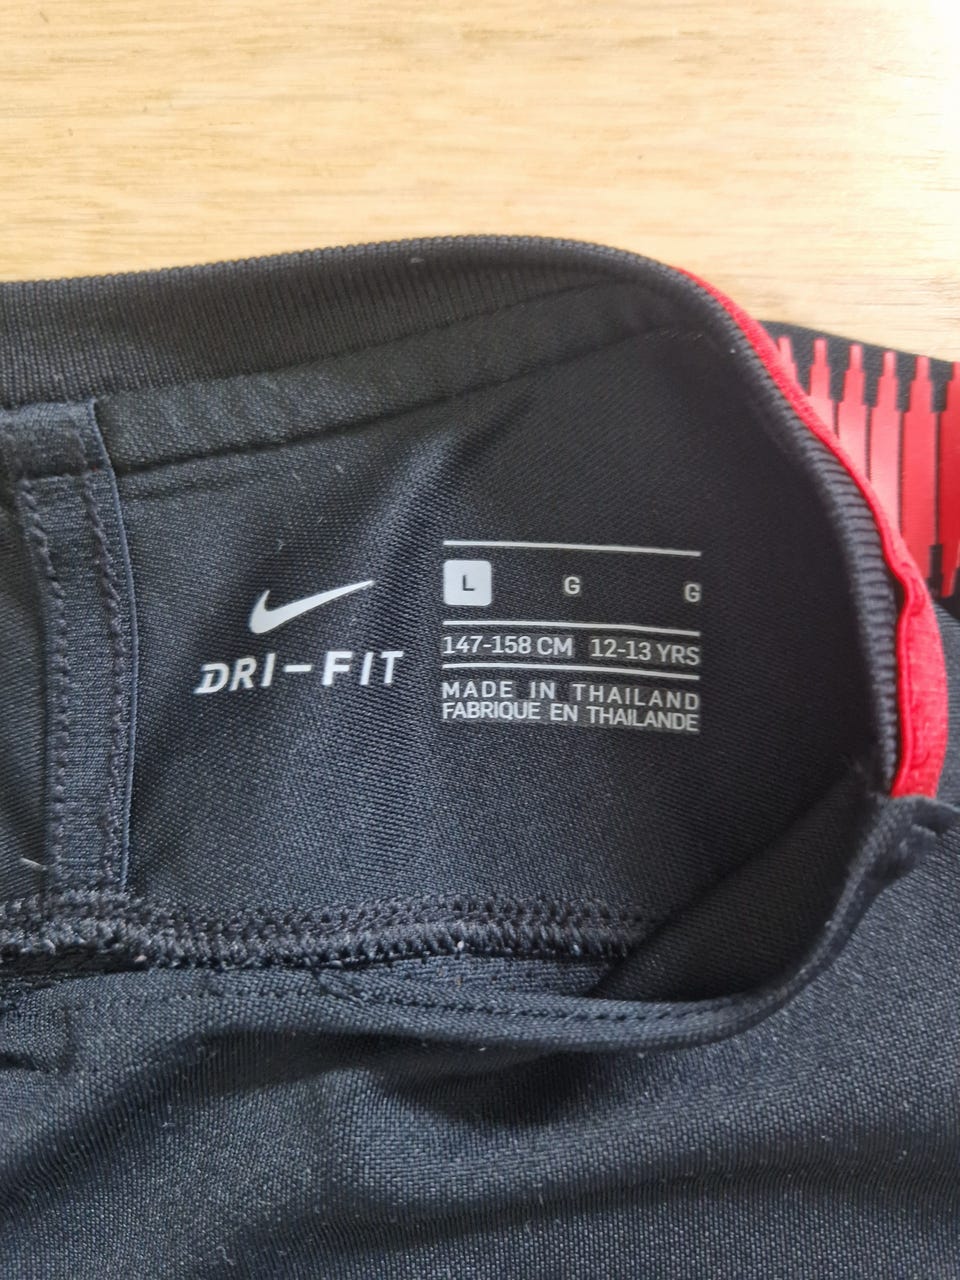 DRI-FIT
L G G
147-158 CM 12-13 YRS
MADE IN THAILAND
FABRIQUE EN THAILANDE